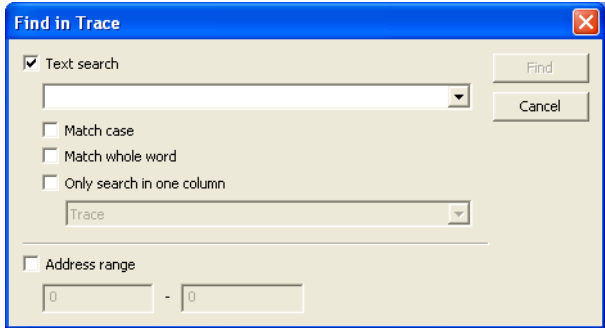 Find in Trace
Text search
Find
Cancel
Match case
Match whole word
Only search in one column
Trace
Address range
0 - 0